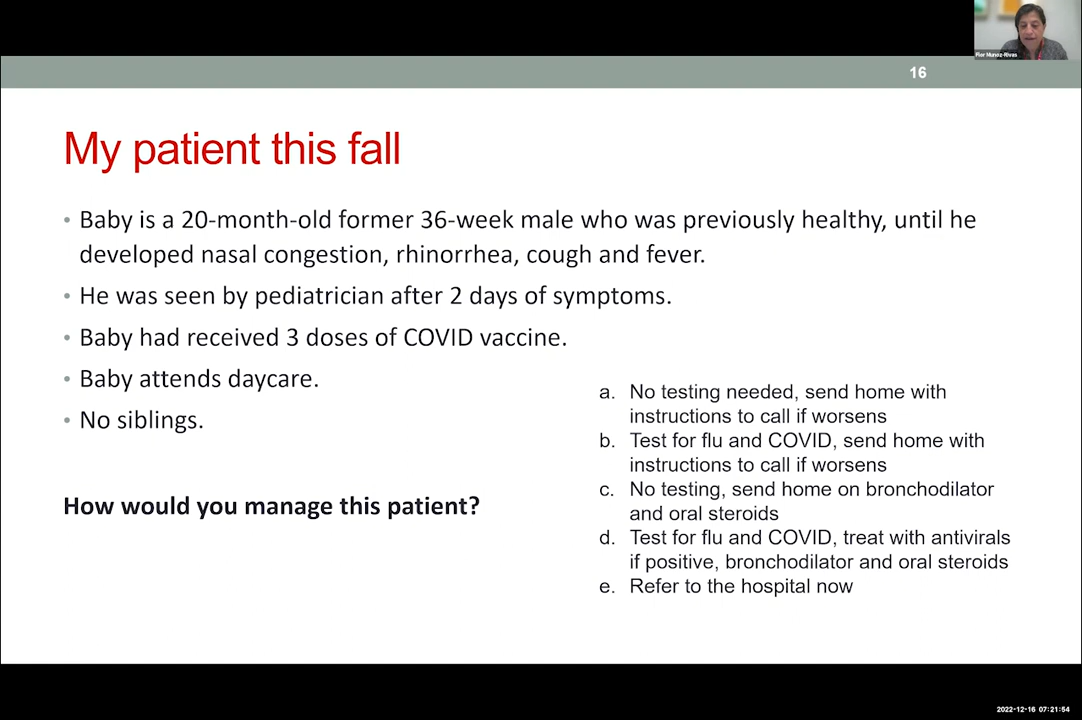 Flor Munoz-Rivas
16
My patient this fall
• Baby is a 20-month-old former 36-week male who was previously healthy, until he
developed nasal congestion, rhinorrhea, cough and fever.
• He was seen by pediatrician after 2 days of symptoms.
• Baby had received 3 doses of COVID vaccine.
• Baby attends daycare.
• No siblings.
How would you manage this patient?
a. No testing needed, send home with
instructions to call if worsens
b. Test for flu and COVID, send home with
instructions to call if worsens
c. No testing, send home on bronchodilator
and oral steroids
d. Test for flu and COVID, treat with antivirals
if positive, bronchodilator and oral steroids
e. Refer to the hospital now
2022-12-16 07:21:54